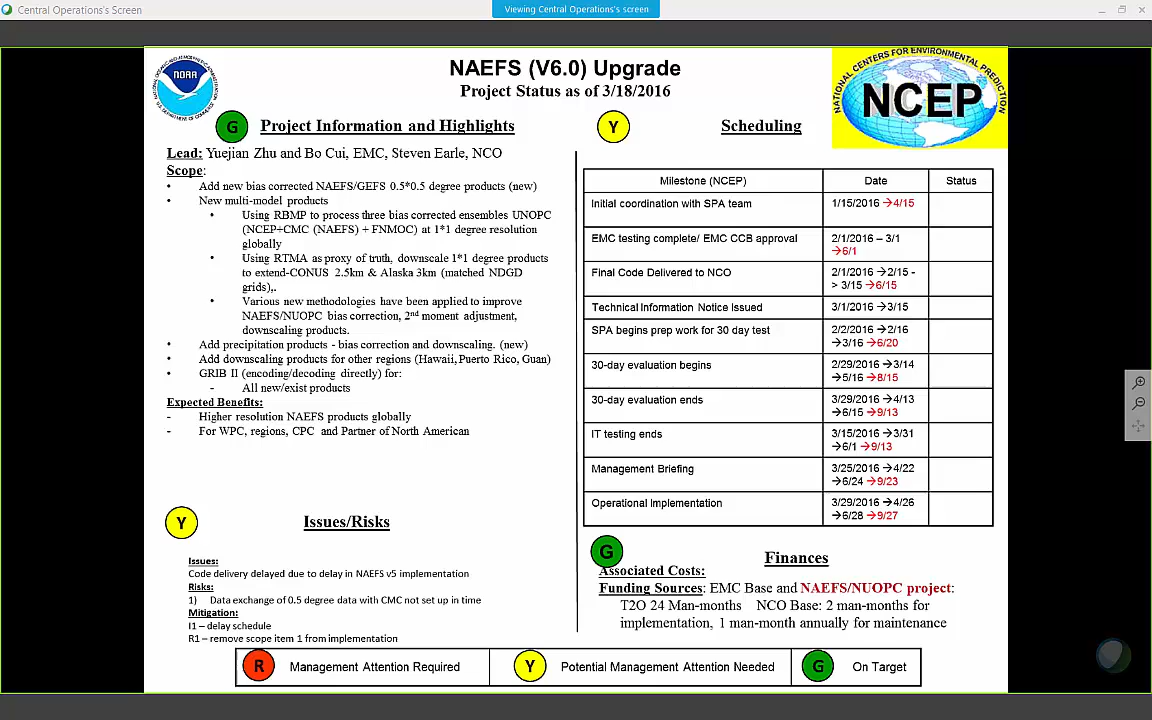 Central Operations's Screen
Viewing Central Operations's screen
NOAA
NAEFS (V6.0) Upgrade
Project Status as of 3/18/2016
NATIONAL CENTERS FOR ENVIRONMENTAL PREDICTION
NCEP
G
Project Information and Highlights
Lead: Yuejian Zhu and Bo Cui, EMC, Steven Earle, NCO
Scope:
• Add new bias corrected NAEFS/GEFS 0.5*0.5 degree products (new)
• New multi-model products
• Using RBMP to process three bias corrected ensembles UNOPC
(NCEP+CMC (NAEFS) + FNMOC) at 1*1 degree resolution
globally
• Using RTMA as proxy of truth, downscale 1*1 degree products
to extend-CONUS 2.5km & Alaska 3km (matched NDGD
grids),.
• Various new methodologies have been applied to improve
NAEFS/NUOPC bias correction, 2nd moment adjustment,
downscaling products.
• Add precipitation products - bias correction and downscaling. (new)
• Add downscaling products for other regions (Hawaii, Puerto Rico, Guan)
• GRIB II (encoding/decoding directly) for:
- All new/exist products
Expected Benefits:
- Higher resolution NAEFS products globally
- For WPC, regions, CPC and Partner of North American
Y
Scheduling
Milestone (NCEP) Date Status
Initial coordination with SPA team 1/15/2016 →4/15
EMC testing complete/ EMC CCB approval 2/1/2016 – 3/1
→6/1
Final Code Delivered to NCO 2/1/2016 →2/15 -
> 3/15 →6/15
Technical Information Notice Issued 3/1/2016 →3/15
SPA begins prep work for 30 day test 2/2/2016 →2/16
→3/16 →6/20
30-day evaluation begins 2/29/2016 →3/14
→5/16 →8/15
30-day evaluation ends 3/29/2016 →4/13
→6/15 →9/13
IT testing ends 3/15/2016 →3/31
→6/1 →9/13
Management Briefing 3/25/2016 →4/22
→6/24 →9/23
Operational Implementation 3/29/2016 →4/26
→6/28 →9/27
Y
Issues/Risks
Issues:
Code delivery delayed due to delay in NAEFS v5 implementation
Risks:
1) Data exchange of 0.5 degree data with CMC not set up in time
Mitigation:
I1 – delay schedule
R1 – remove scope item 1 from implementation
G
Finances
Associated Costs:
Funding Sources: EMC Base and NAEFS/NUOPC project:
T2O 24 Man-months NCO Base: 2 man-months for
implementation, 1 man-month annually for maintenance
R Management Attention Required
Y Potential Management Attention Needed
G On Target